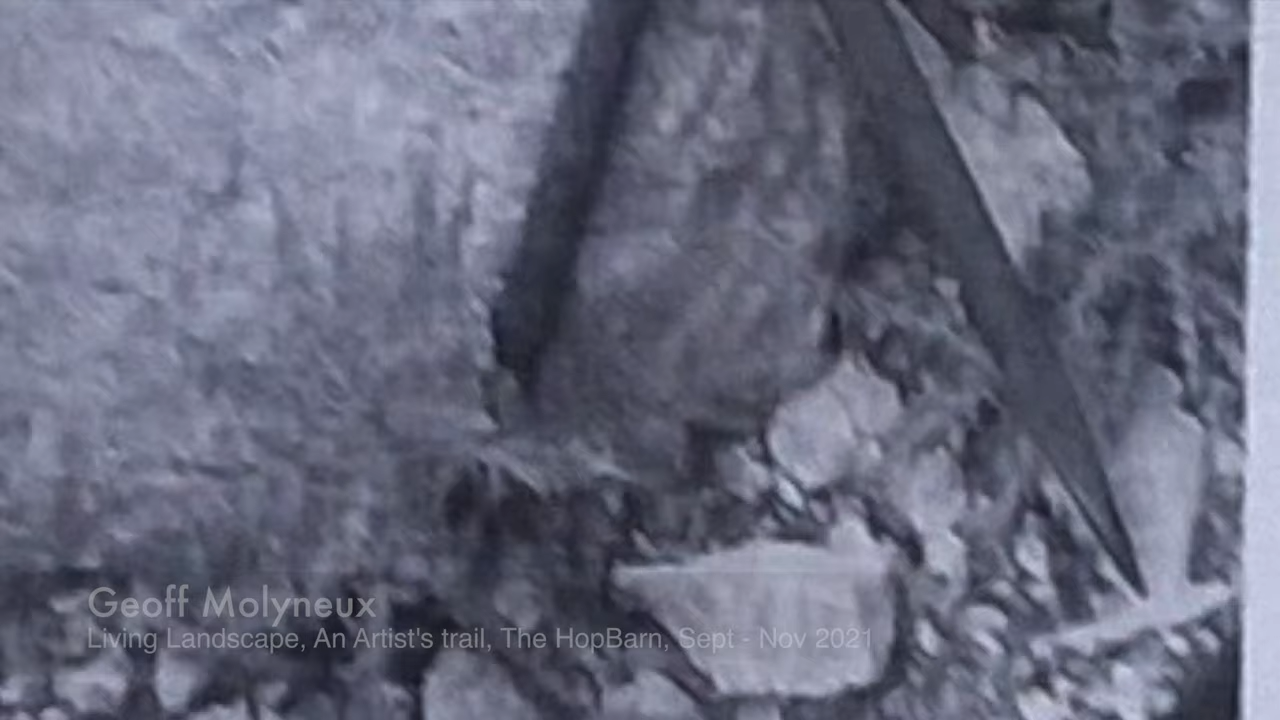 Geoff Molyneux
Living Landscape, An Artist's trail, The HopBarn, Sept - Nov 2021